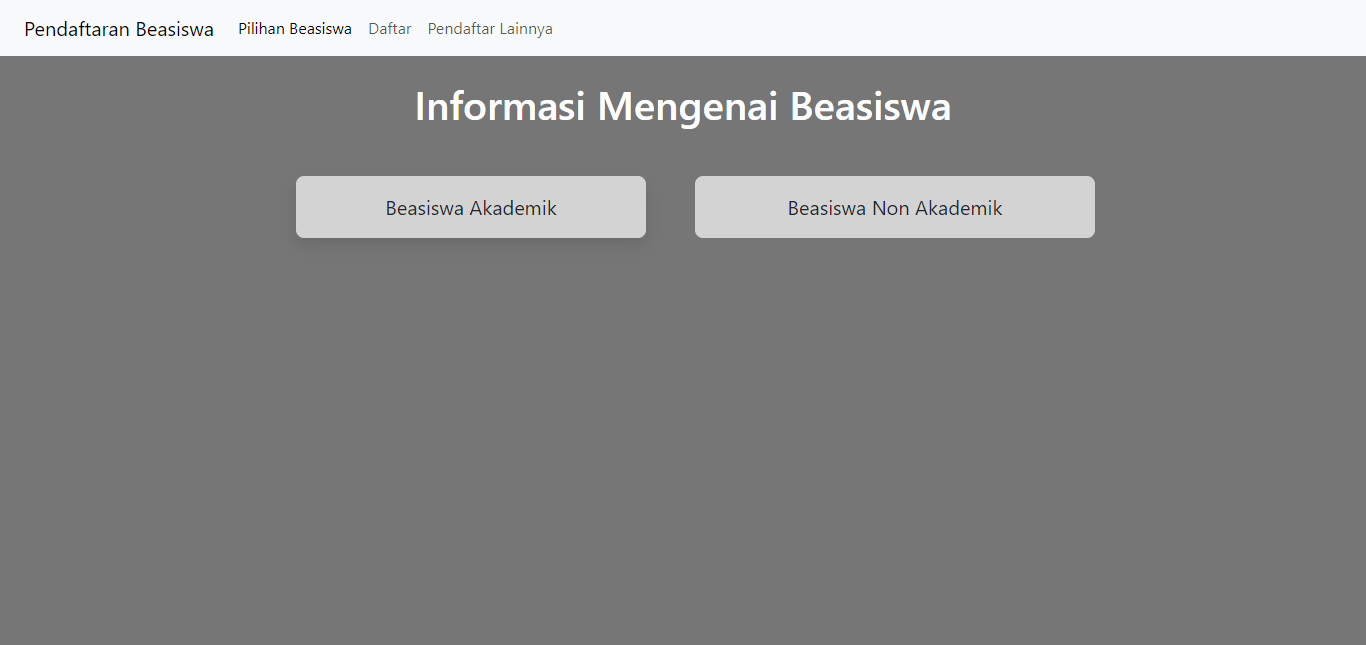 Pendaftaran Beasiswa Pilihan Beasiswa Daftar Pendaftar Lainnya
Informasi Mengenai Beasiswa
Beasiswa Akademik Beasiswa Non Akademik